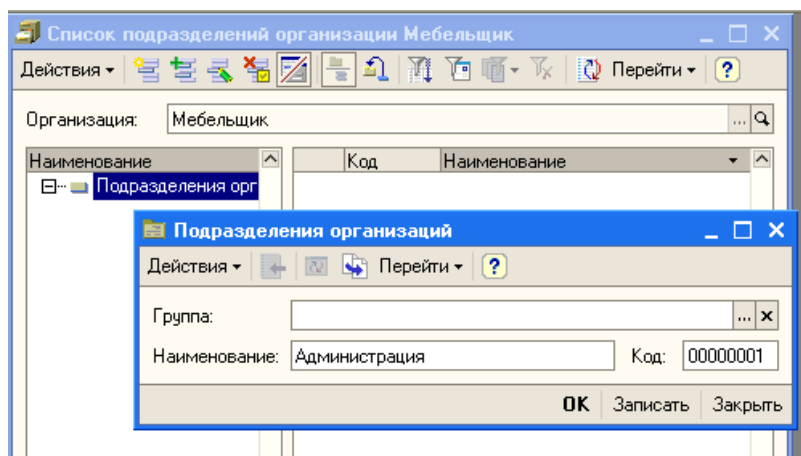 Список подразделений организации Мебельщик
Действия Перейти ?
Организация: Мебельщик ...
Наименование Код Наименование
Подразделения орг
Подразделения организаций
Действия Перейти ?
Группа: ...
Наименование: Администрация Код: 00000001
OK Записать Закрыть